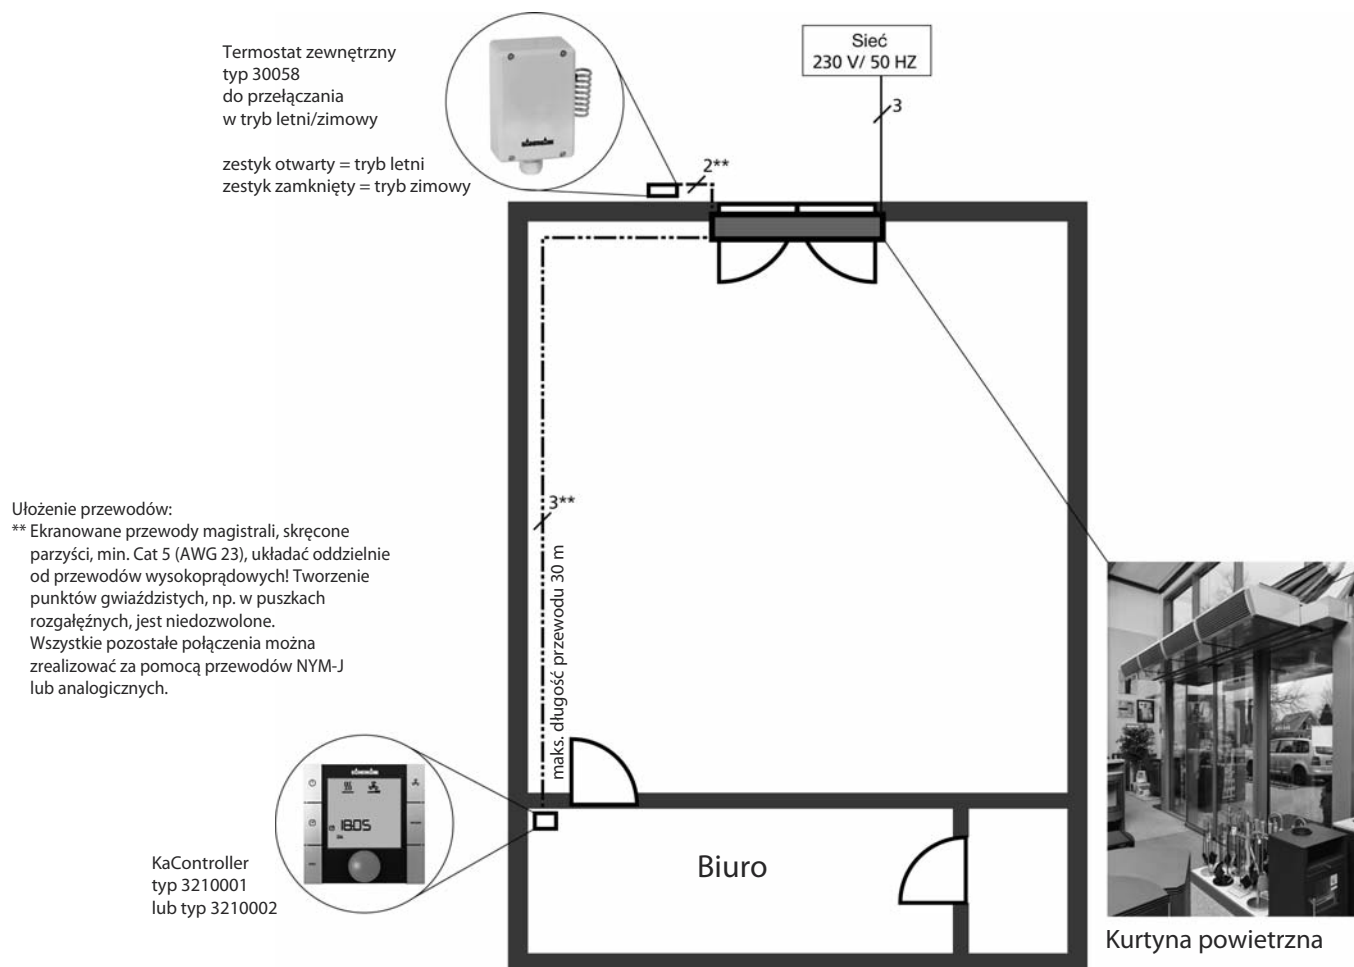 Termostat zewnętrzny
typ 30058
do przełączania
w tryb letni/zimowy
zestyk otwarty = tryb letni
zestyk zamknięty = tryb zimowy
Sieć
230 V/ 50 HZ
3
2**
3**
maks. długość przewodu 30 m
Ułożenie przewodów:
** Ekranowane przewody magistrali, skręcone
parzyści, min. Cat 5 (AWG 23), układać oddzielnie
od przewodów wysokoprądowych! Tworzenie
punktów gwiaździstych, np. w puszkach
rozgałęźnych, jest niedozwolone.
Wszystkie pozostałe połączenia można
zrealizować za pomocą przewodów NYM-J
lub analogicznych.
18:05
KaController
typ 3210001
lub typ 3210002
Biuro
Kurtyna powietrzna